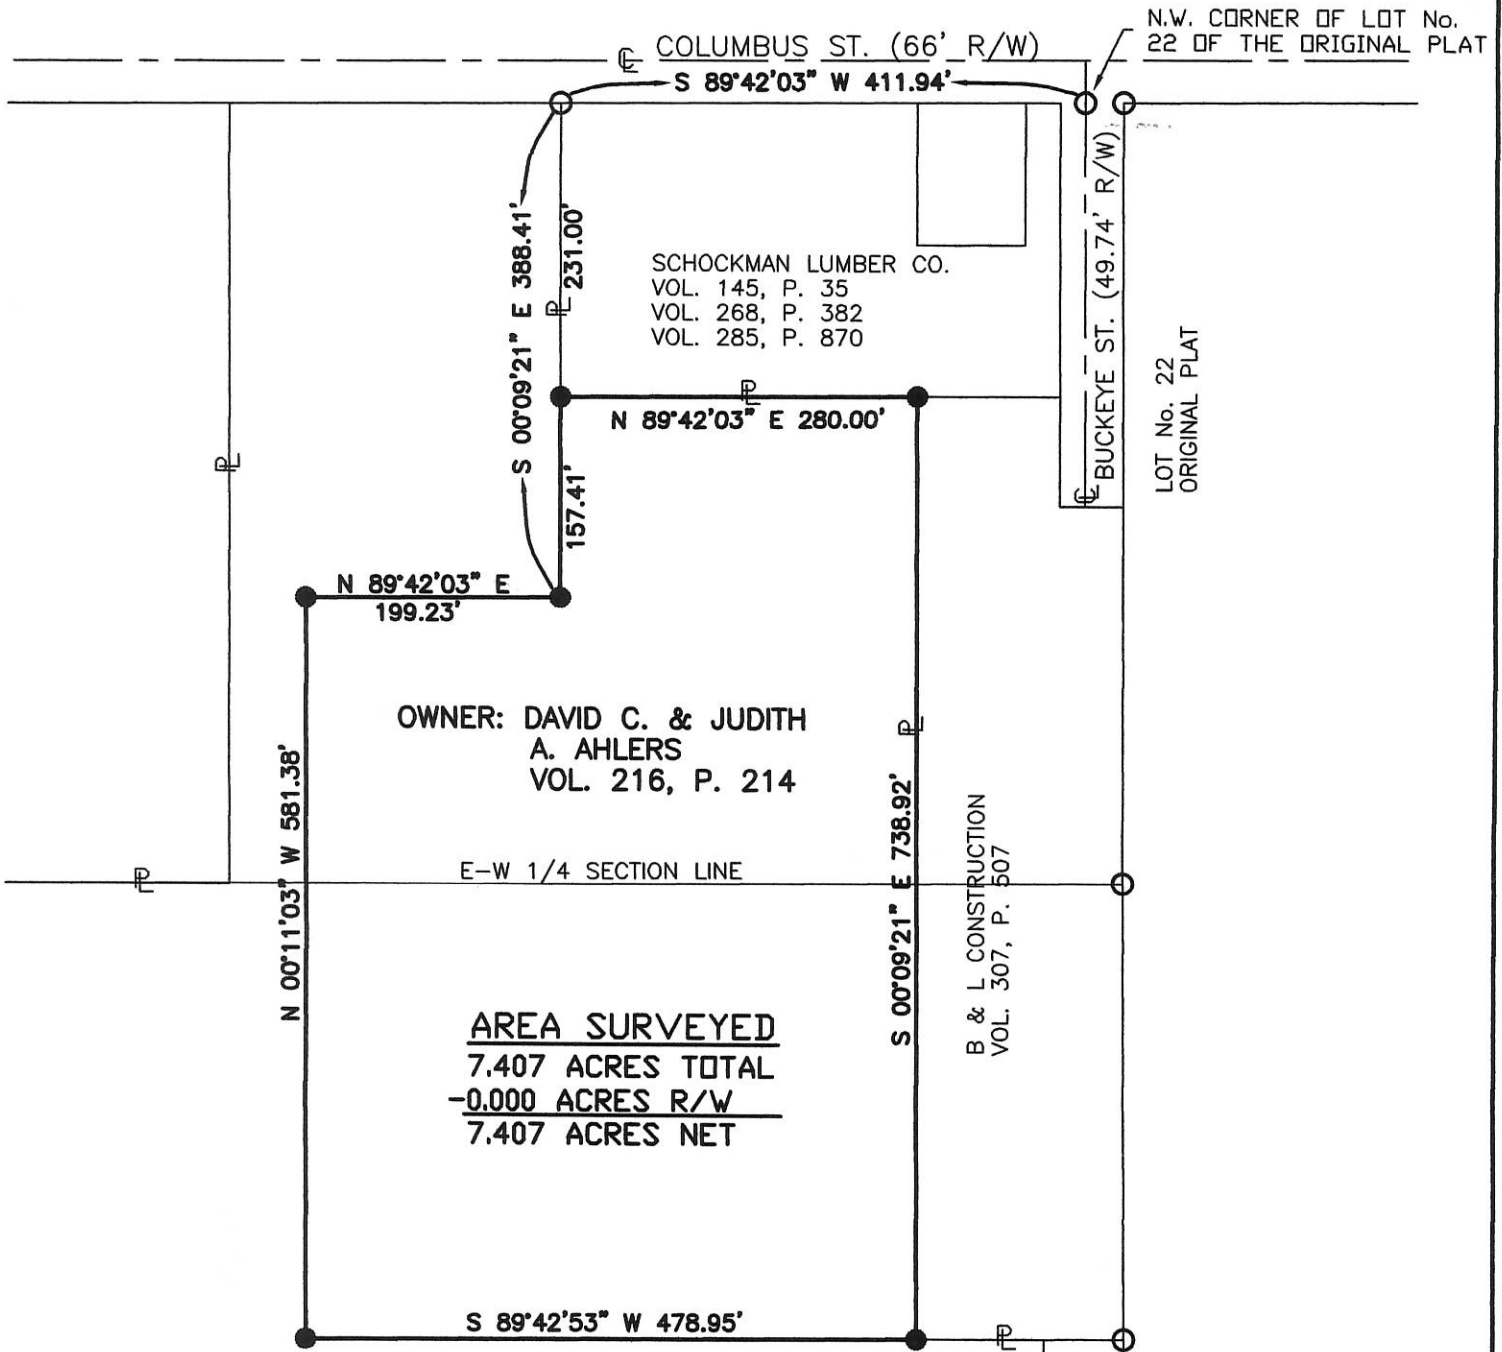 N.W. CORNER OF LOT No.
22 OF THE ORIGINAL PLAT
COLUMBUS ST. (66' R/W)
S 89°42'03" W 411.94'
BUCKEYE ST. (49.74' R/W)
S 00°09'21" E 388.41'
231.00'
SCHOCKMAN LUMBER CO.
VOL. 145, P. 35
VOL. 268, P. 382
VOL. 285, P. 870
LOT No. 22
ORIGINAL PLAT
N 89°42'03" E 280.00'
157.41'
N 89°42'03" E
199.23'
OWNER: DAVID C. & JUDITH
A. AHLERS
VOL. 216, P. 214
N 00°11'03" W 581.38'
S 00°09'21" E 738.92'
B & L CONSTRUCTION
VOL. 307, P. 507
E-W 1/4 SECTION LINE
AREA SURVEYED
7.407 ACRES TOTAL
-0.000 ACRES R/W
7.407 ACRES NET
S 89°42'53" W 478.95'